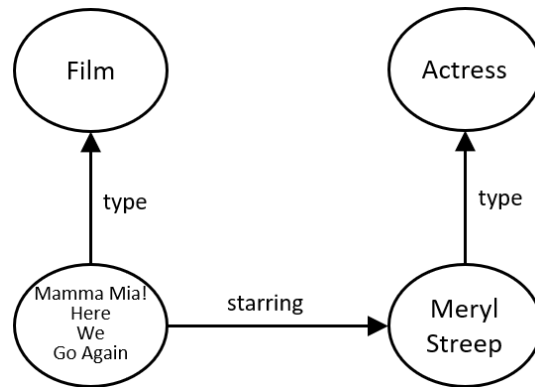 Film
Actress
type
type
Mamma Mia!
Here
We
Go Again
starring
Meryl
Streep